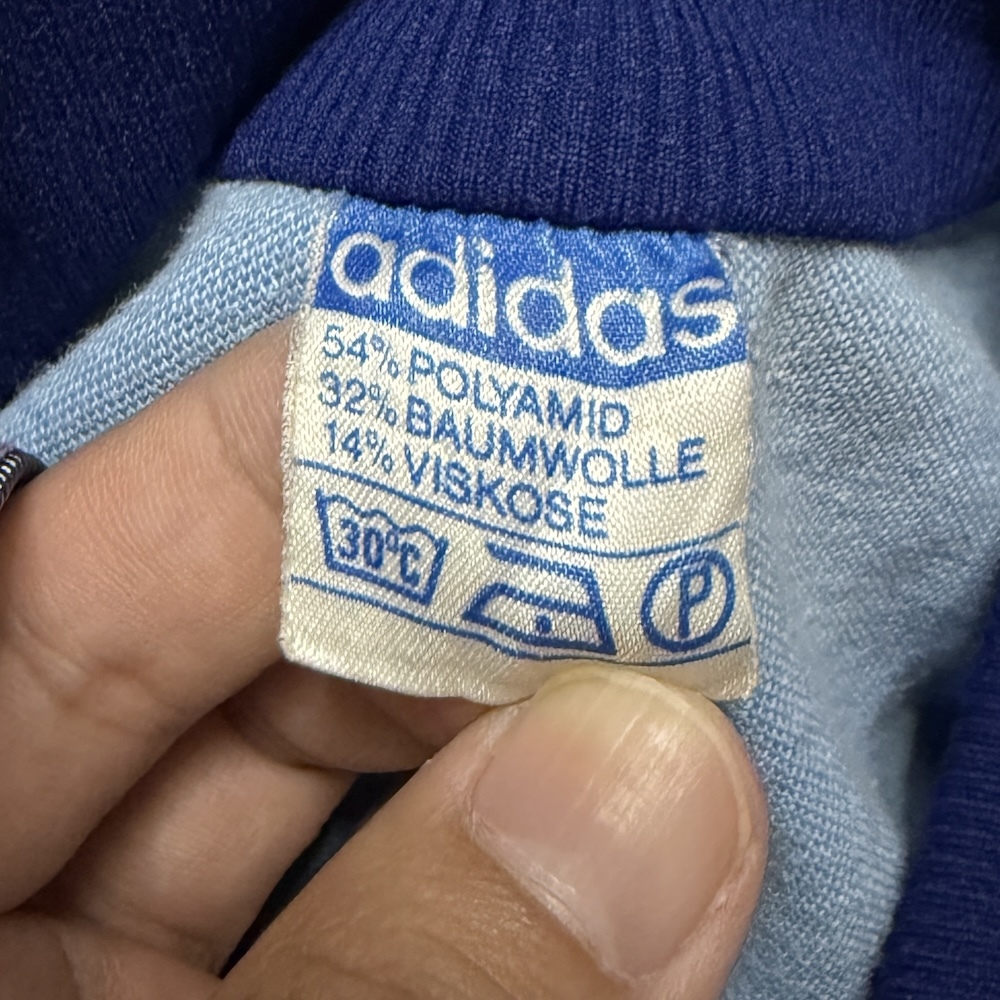 adidas
54% POLYAMID
32% BAUMWOLLE
14% VISKOSE
30°C P